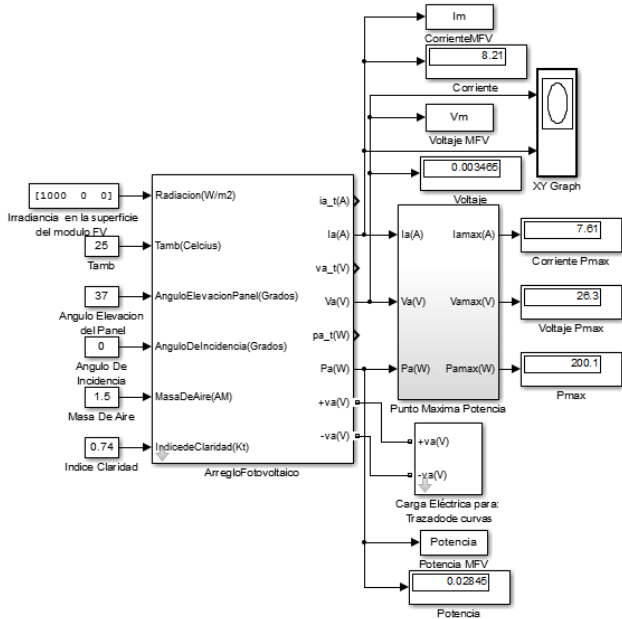 Im
CorrienteMFV
8.21
Corriente
Vm
Voltaje MFV
0.003465
Voltaje
XY Graph
[1000 0 0]
Irradiancia en la superficie
del modulo FV
25
Tamb
37
Angulo Elevacion
del Panel
0
Angulo De
Incidencia
1.5
Masa De Aire
0.74
Indice Claridad
Radiacion(W/m2)
Tamb(Celcius)
AnguloElevacionPanel(Grados)
AnguloDeIncidencia(Grados)
MasaDeAire(AM)
IndicedeClaridad(Kt)
ia_t(A)
Ia(A)
va_t(V)
Va(V)
pa_t(W)
Pa(W)
+va(V)
-va(V)
ArregloFotovoltaico
Ia(A)
Va(V)
Pa(W)
Iamax(A)
Vamax(V)
Pamax(W)
Punto Maxima Potencia
7.61
Corriente Pmax
26.3
Voltaje Pmax
200.1
Pmax
+va(V)
-va(V)
Carga Eléctrica para:
Trazadode curvas
Potencia
Potencia MFV
0.02845
Potencia